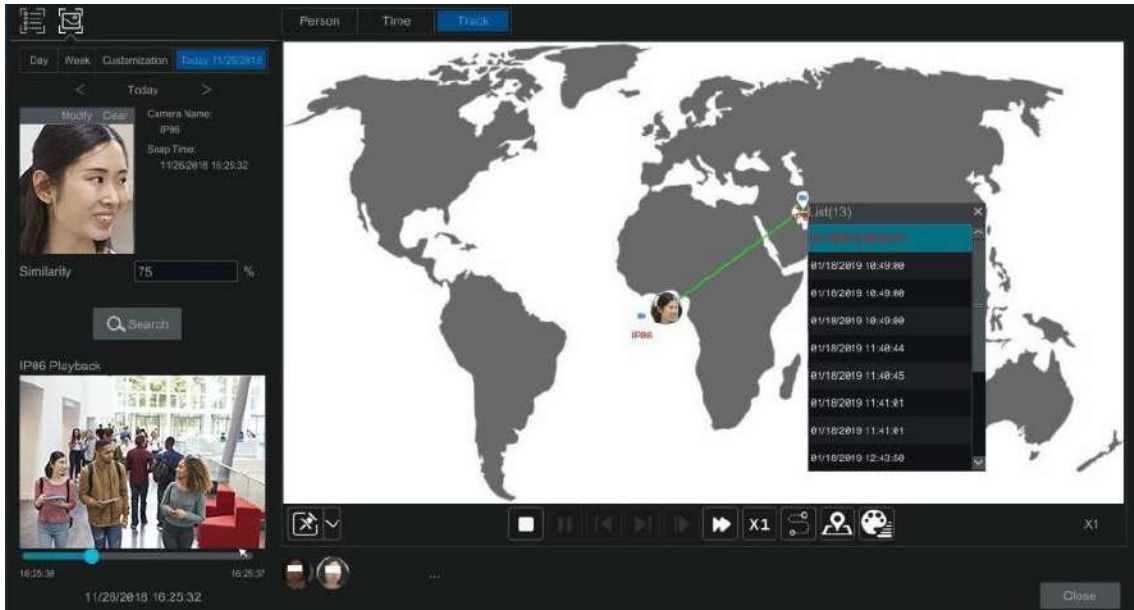 Person Time Track
Day Week Customization Today 11/26/2018
< Today >
Modify Clear
Camera Name:
IP06
Snap Time:
11/26/2018 16:25:32
Similarity 75 %
Search
IP06 Playback
16:25:30 16:25:37
11/26/2018 16:25:32
IP06
List(13)
01/18/2019 10:49:00
01/18/2019 10:49:00
01/18/2019 10:49:00
01/18/2019 11:40:44
01/18/2019 11:40:45
01/18/2019 11:41:01
01/18/2019 11:41:01
01/18/2019 12:43:50
X1
X1
...
Close